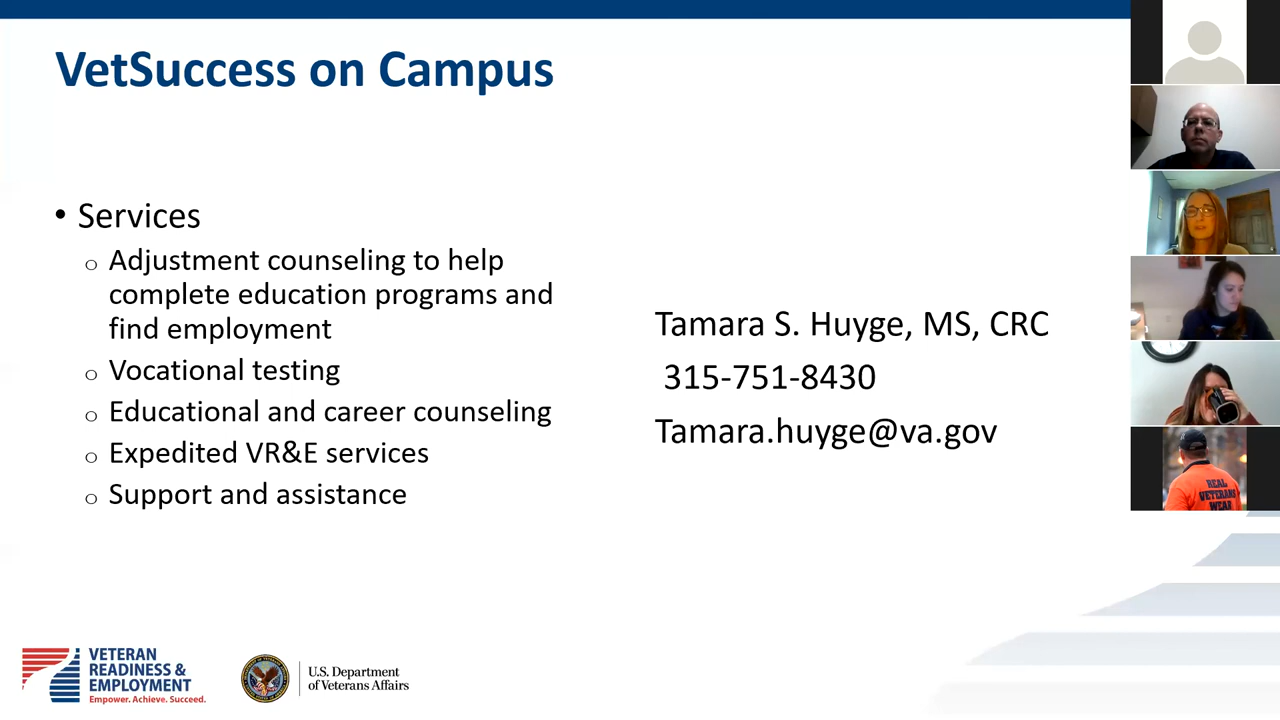 VetSuccess on Campus
• Services
o Adjustment counseling to help
complete education programs and
find employment
o Vocational testing
o Educational and career counseling
o Expedited VR&E services
o Support and assistance
Tamara S. Huyge, MS, CRC
315-751-8430
Tamara.huyge@va.gov
REAL
VETERANS
WEAR
VETERAN
READINESS &
EMPLOYMENT
Empower. Achieve. Succeed.
U.S. Department
of Veterans Affairs